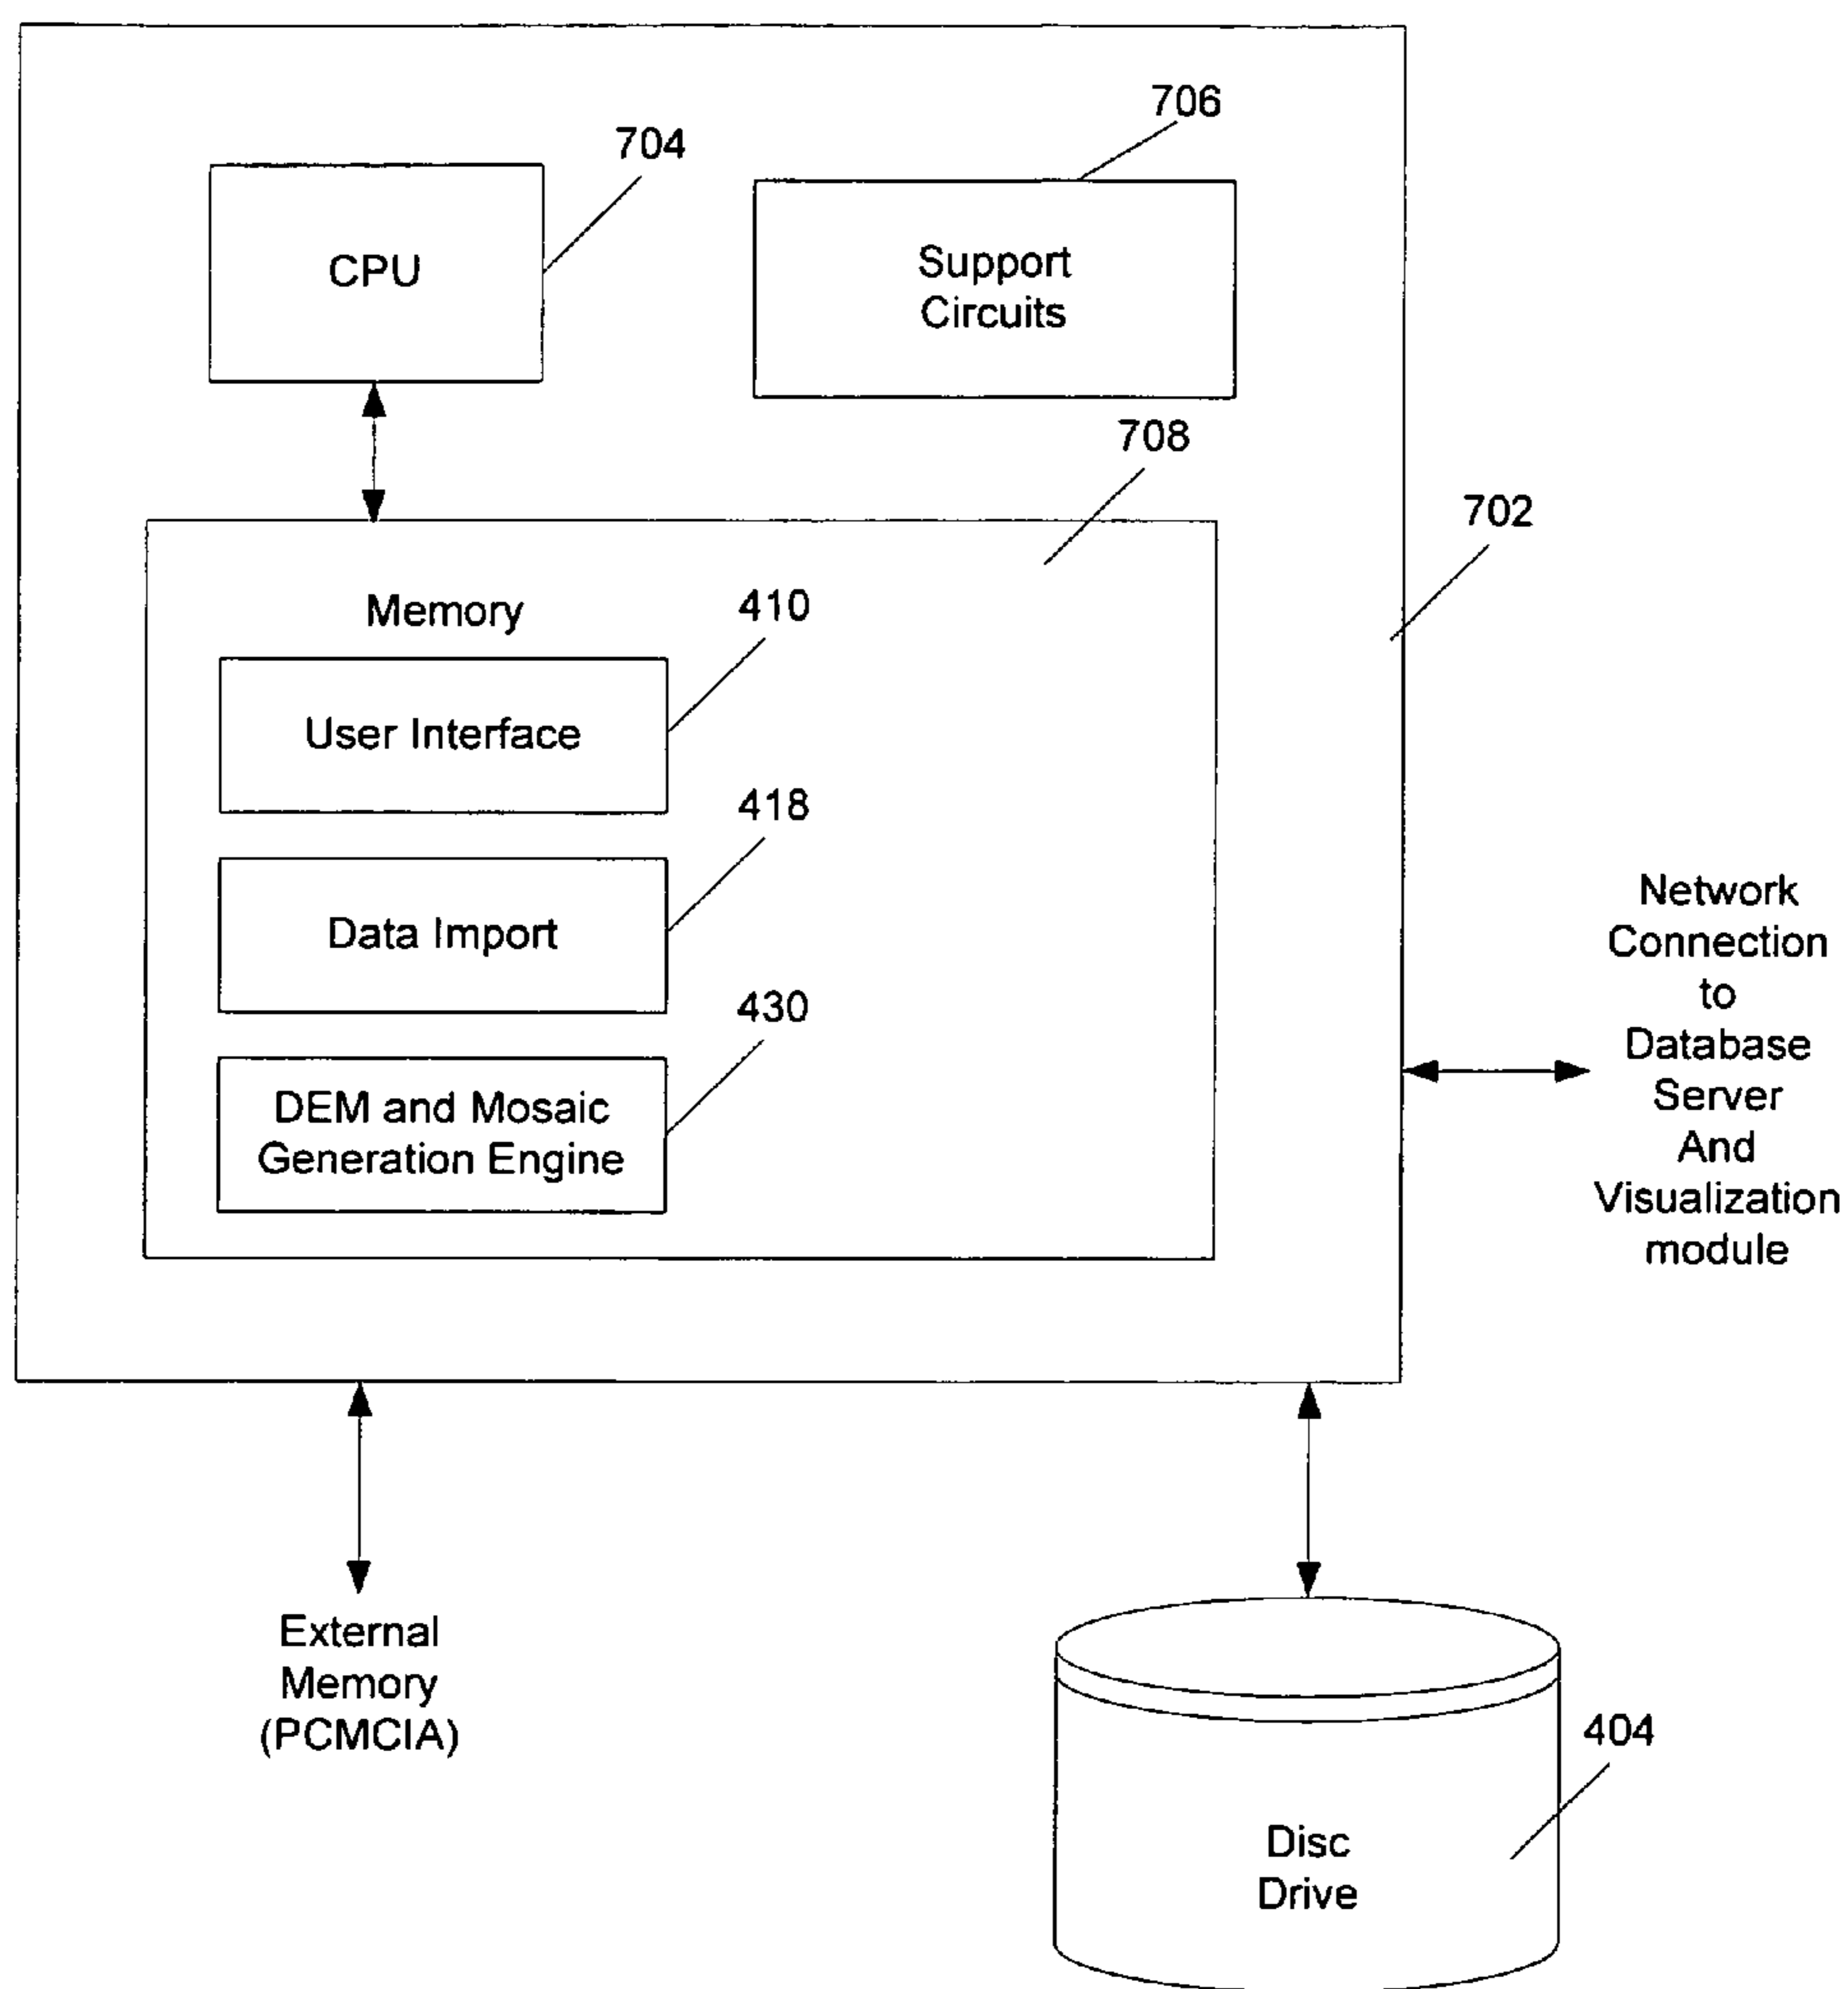 706
704
CPU
Support
Circuits
708
702
Memory
410
User Interface
418
Data Import
430
DEM and Mosaic
Generation Engine
Network
Connection
to
Database
Server
And
Visualization
module
External
Memory
(PCMCIA)
404
Disc
Drive